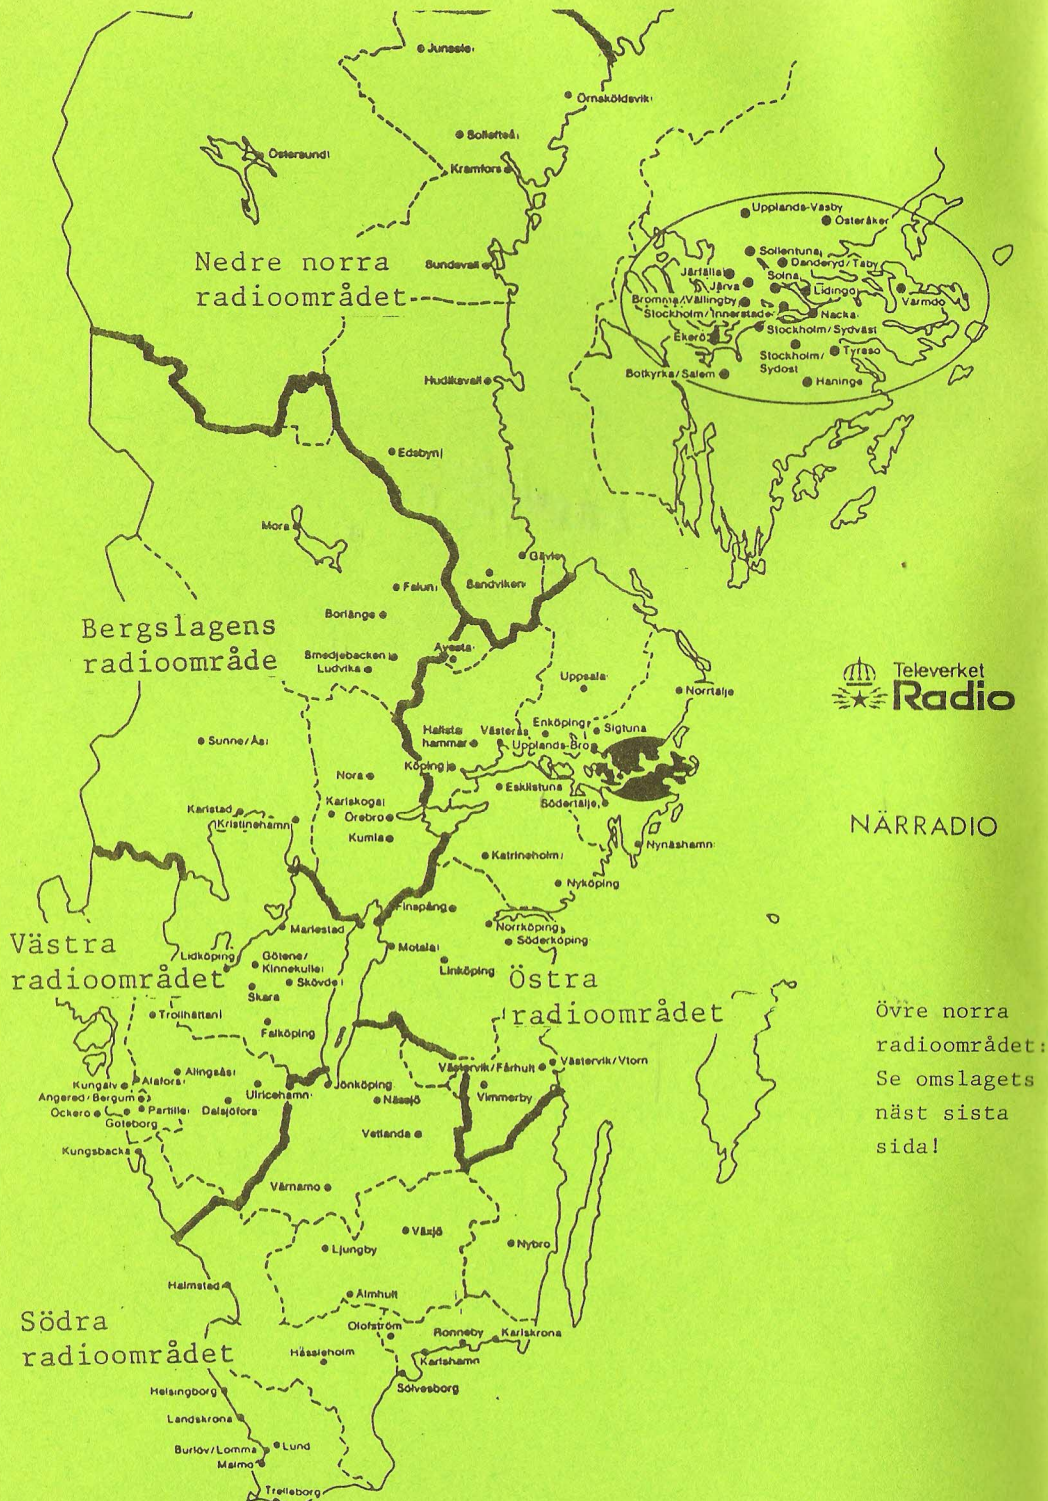 Junsele
Örnsköldsvik
Sollefteå
Östersund
Kramfors
Upplands-Väsby
Österåker
Nedre norra
radioområdet
Sundsvall
Sollentuna
Danderyd/Täby
Järfälla
Solna
Järva
Lidingö
Värmdö
Bromma/Vällingby
Stockholm/Innerstade
Nacka
Stockholm/Sydväst
Ekerö
Stockholm/
Sydost
Tyresö
Botkyrka/Salem
Haninge
Hudiksvall
Edsbyn
Mora
Gävle
Sandviken
Falun
Borlänge
Bergslagens
radioområde
Avesta
Smedjebacken
Ludvika
Televerket
Radio
Uppsala
Norrtälje
Hallsta
hammar
Västerås
Enköping
Sigtuna
Upplands-Bro
Sunne/Ås
Köping
Nora
Eskilstuna
Karlskoga
Södertälje
Karlstad
Kristinehamn
Örebro
NÄRRADIO
Kumla
Nynäshamn
Katrineholm
Nyköping
Finspång
Mariestad
Norrköping
Söderköping
Västra
radioområdet
Lidköping
Götene/
Kinnekulle
Motala
Linköping
Skövde
Skara
Östra
radioområdet
Trollhättan
Falköping
Övre norra
radioområdet:
Se omslagets
näst sista
sida!
Västervik/Vtorn
Västervik/Fårhult
Alingsås
Kungälv
Alafors
Jönköping
Ulricehamn
Vimmerby
Angered/Bergum
Nässjö
Öckerö
Partille
Dalsjöfors
Göteborg
Vetlanda
Kungsbacka
Värnamo
Växjö
Ljungby
Nybro
Halmstad
Älmhult
Södra
radioområdet
Olofström
Ronneby
Karlskrona
Hässleholm
Karlshamn
Sölvesborg
Helsingborg
Landskrona
Burlöv/Lomma
Lund
Malmö
Trelleborg